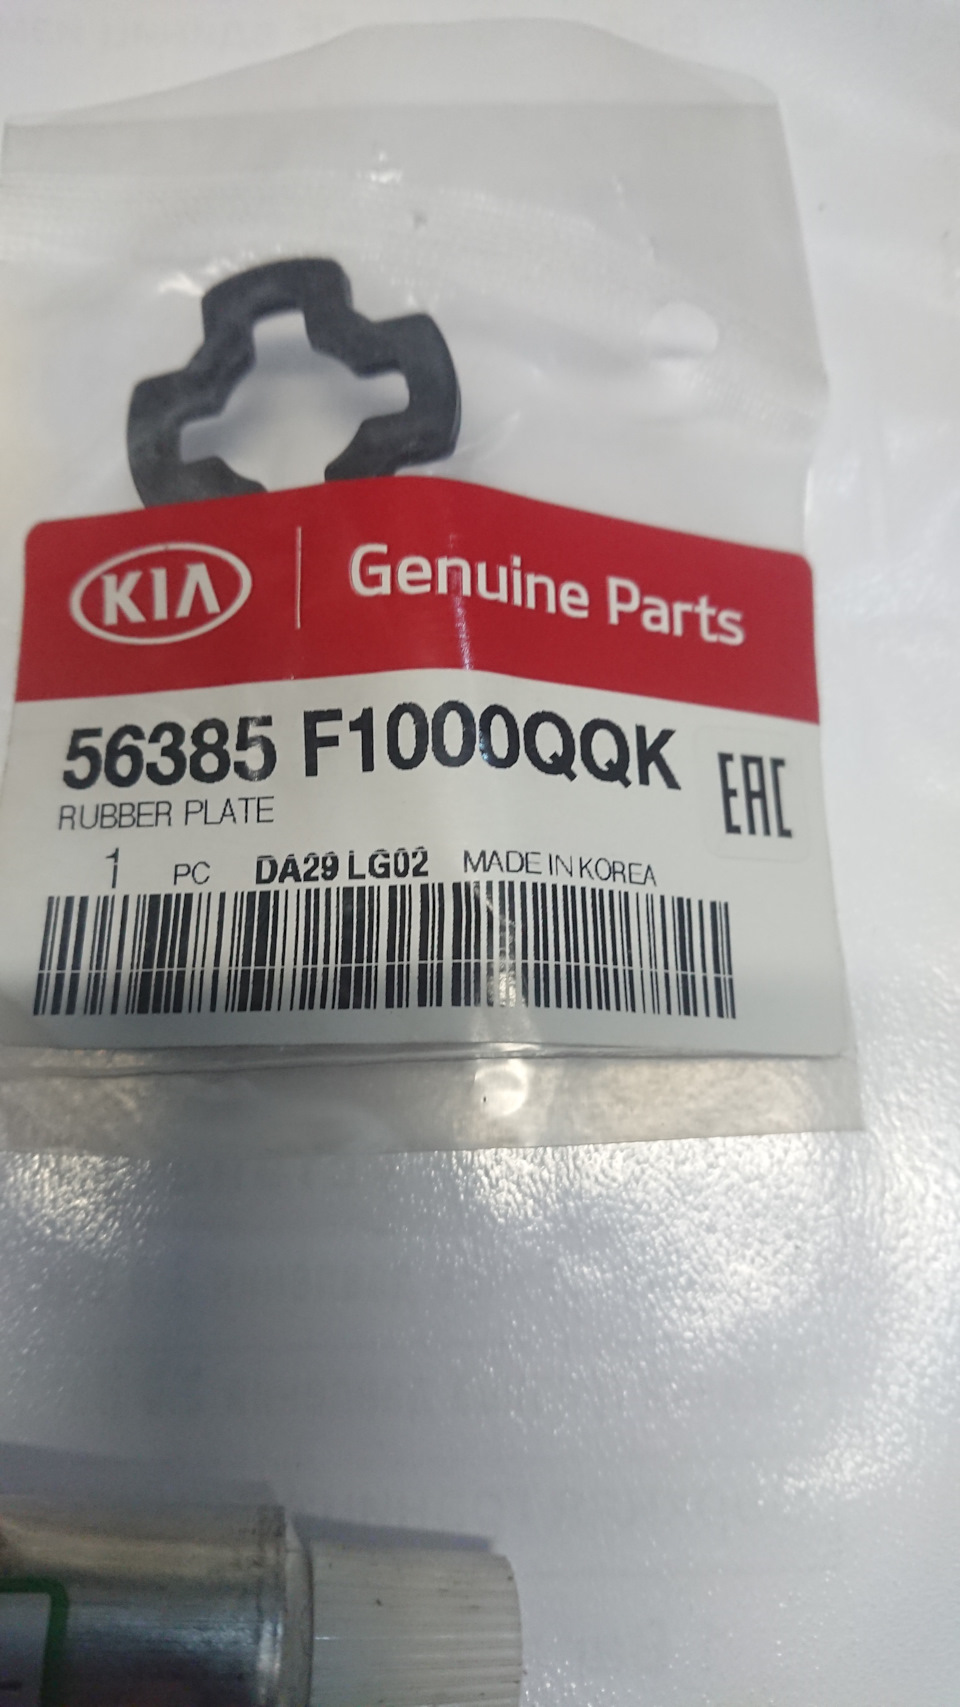 KIA | Genuine Parts
56385 F1000QQK
EAC
RUBBER PLATE
1 PC DA29 LG02 MADE IN KOREA